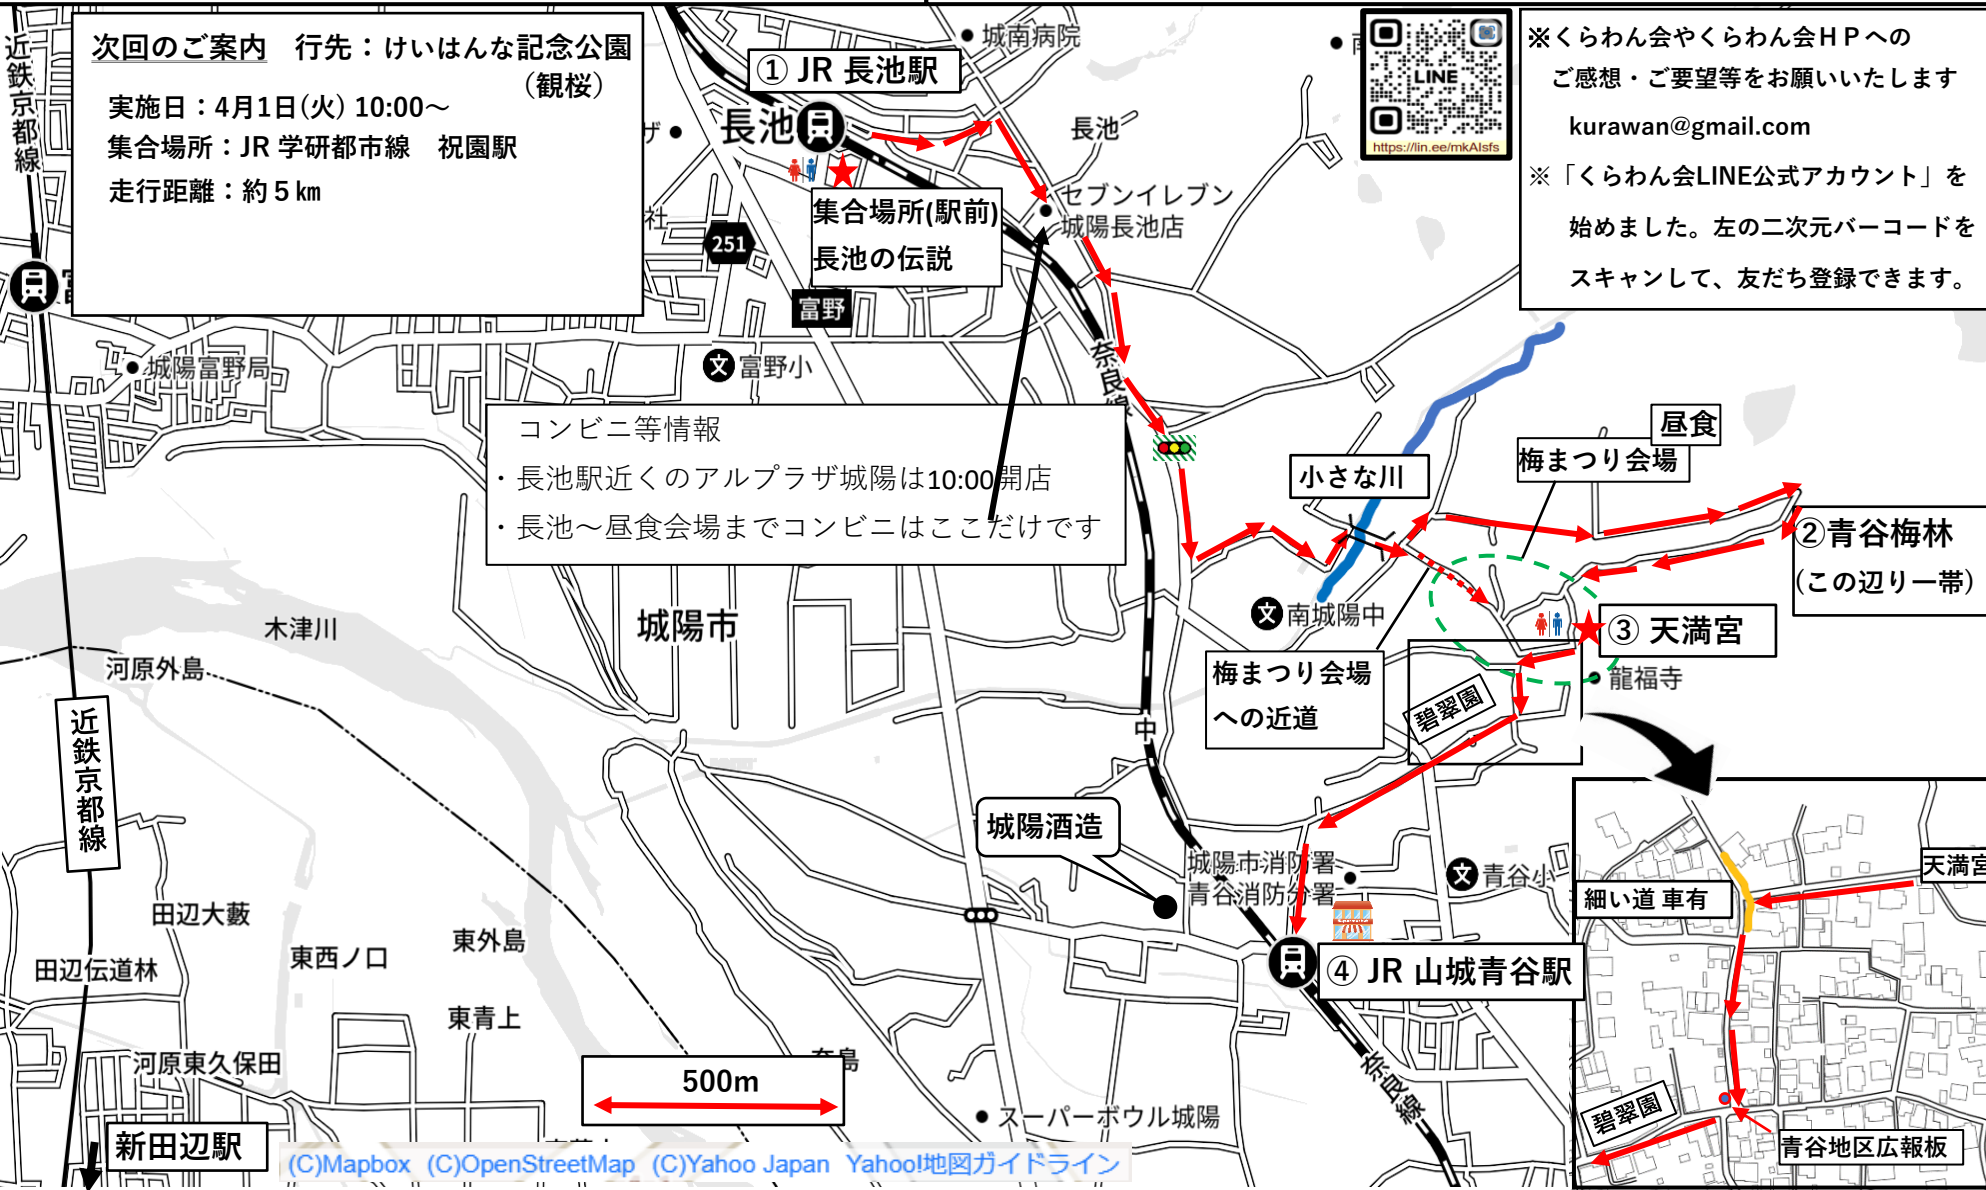 次回のご案内　行先：けいはんな記念公園
（観桜）
実施日：4月1日(火) 10:00～
集合場所：JR 学研都市線　祝園駅
走行距離：約５㎞
近鉄京都線
① JR 長池駅
長池
城南病院
長池
集合場所(駅前)
長池の伝説
251
富野
セブンイレブン
城陽長池店
LINE
https://lin.ee/mkAlsfs
※くらわん会やくらわん会ＨＰへの
ご感想・ご要望等をお願いいたします
kurawan@gmail.com
※「くらわん会LINE公式アカウント」を
始めました。左の二次元バーコードを
スキャンして、友だち登録できます。
城陽富野局
文 富野小
奈良線
コンビニ等情報
・長池駅近くのアルプラザ城陽は10:00開店
・長池～昼食会場までコンビニはここだけです
小さな川
昼食
梅まつり会場
②青谷梅林
(この辺り一帯)
文 南城陽中
③ 天満宮
龍福寺
梅まつり会場
への近道
碧翠園
城陽市
木津川
河原外島
近鉄京都線
中
城陽酒造
城陽市消防署
青谷消防分署
文 青谷小
④ JR 山城青谷駅
奈良線
田辺大藪
田辺伝道林
東西ノ口
東外島
東青上
河原東久保田
奈島
500m
スーパーボウル城陽
新田辺駅
天満宮
細い道 車有
碧翠園
青谷地区広報板
(C)Mapbox (C)OpenStreetMap (C)Yahoo Japan Yahoo!地図ガイドライン